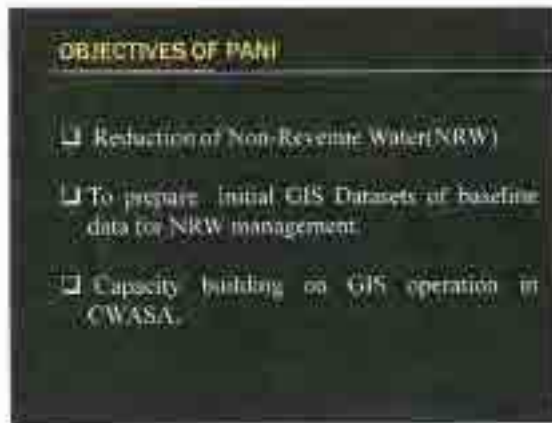 OBJECTIVES OF PANI
Reduction of Non-Revenue Water(NRW)
To prepare initial GIS Datasets of baseline
data for NRW management.
Capacity building on GIS operation in
CWASA.